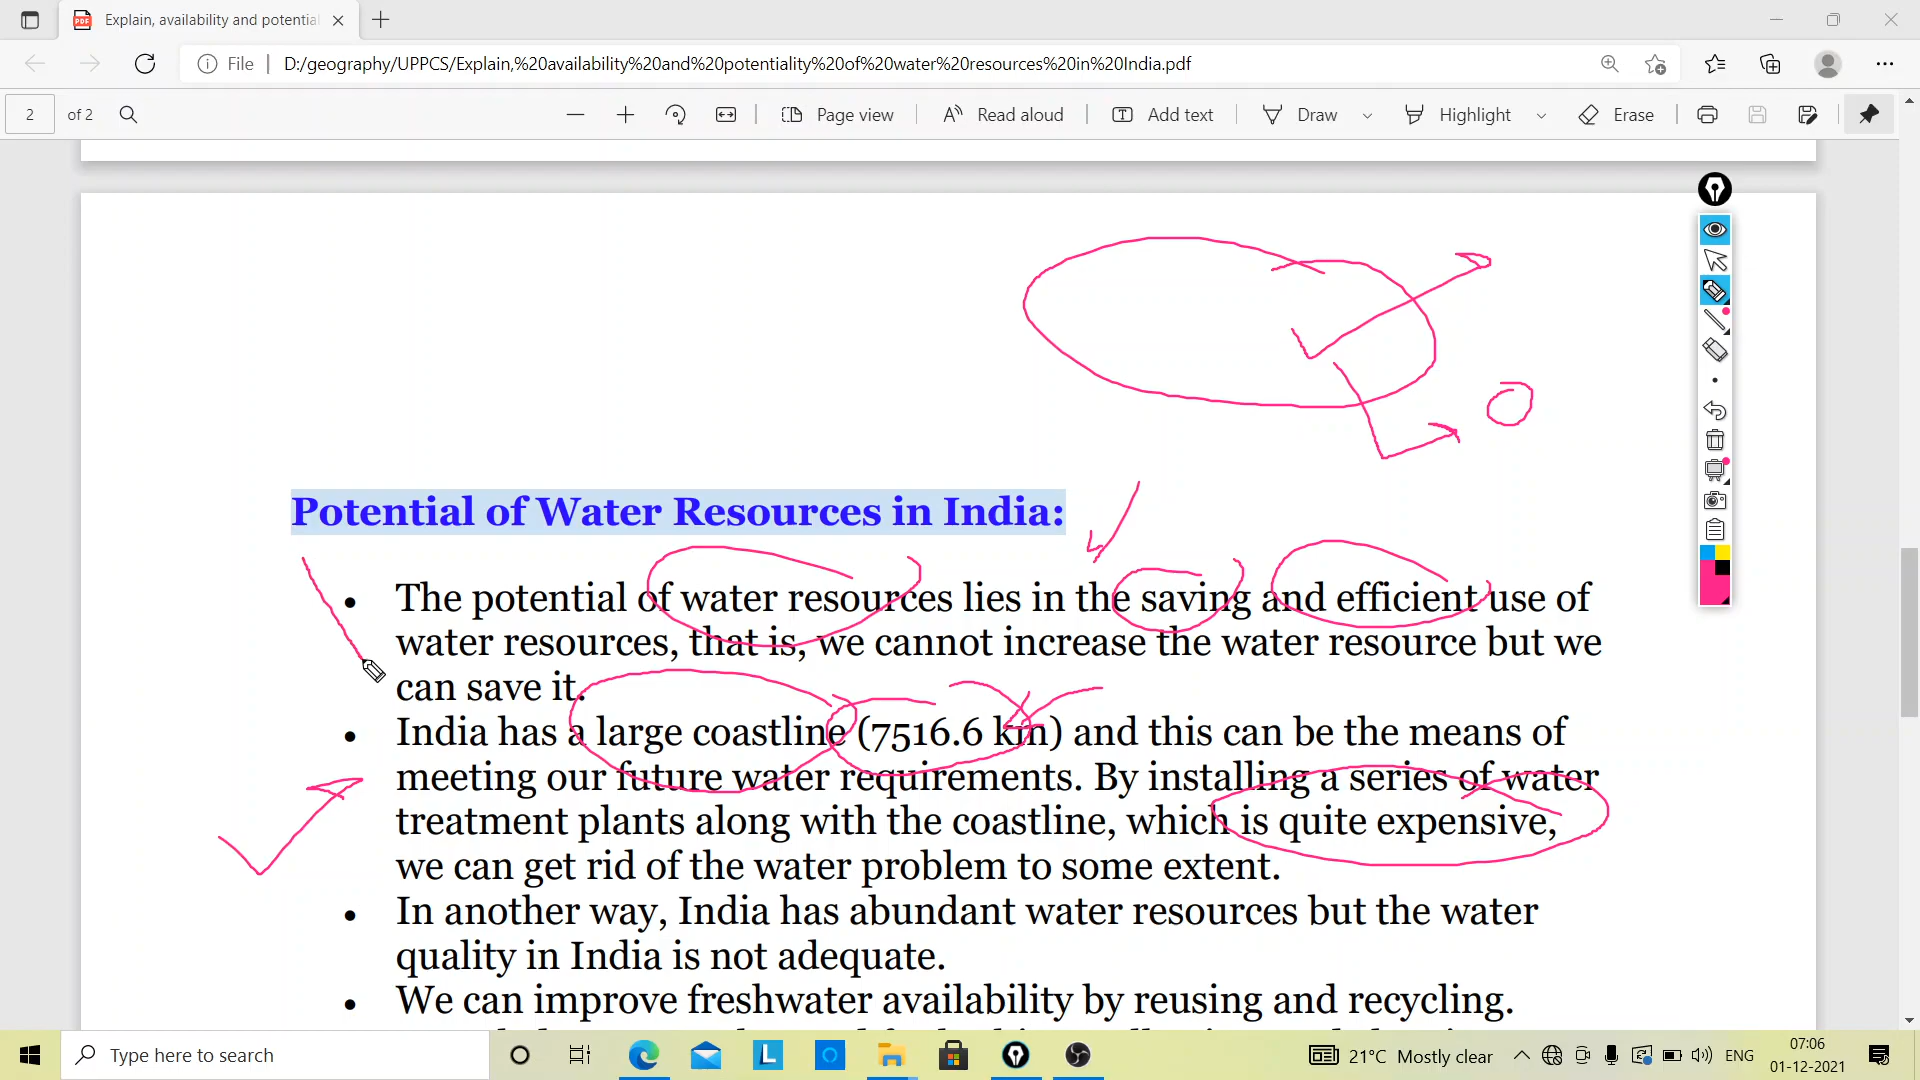 Explain, availability and potential
File
D:/geography/UPPCS/Explain,%20availability%20and%20potentiality%20of%20water%20resources%20in%20India.pdf
2 of 2
Page view
Read aloud
Add text
Draw
Highlight
Erase
Potential of Water Resources in India:
• The potential of water resources lies in the saving and efficient use of
water resources, that is, we cannot increase the water resource but we
can save it.
• India has a large coastline (7516.6 km) and this can be the means of
meeting our future water requirements. By installing a series of water
treatment plants along with the coastline, which is quite expensive,
we can get rid of the water problem to some extent.
• In another way, India has abundant water resources but the water
quality in India is not adequate.
• We can improve freshwater availability by reusing and recycling.
Type here to search
21°C Mostly clear
ENG
07:06
01-12-2021